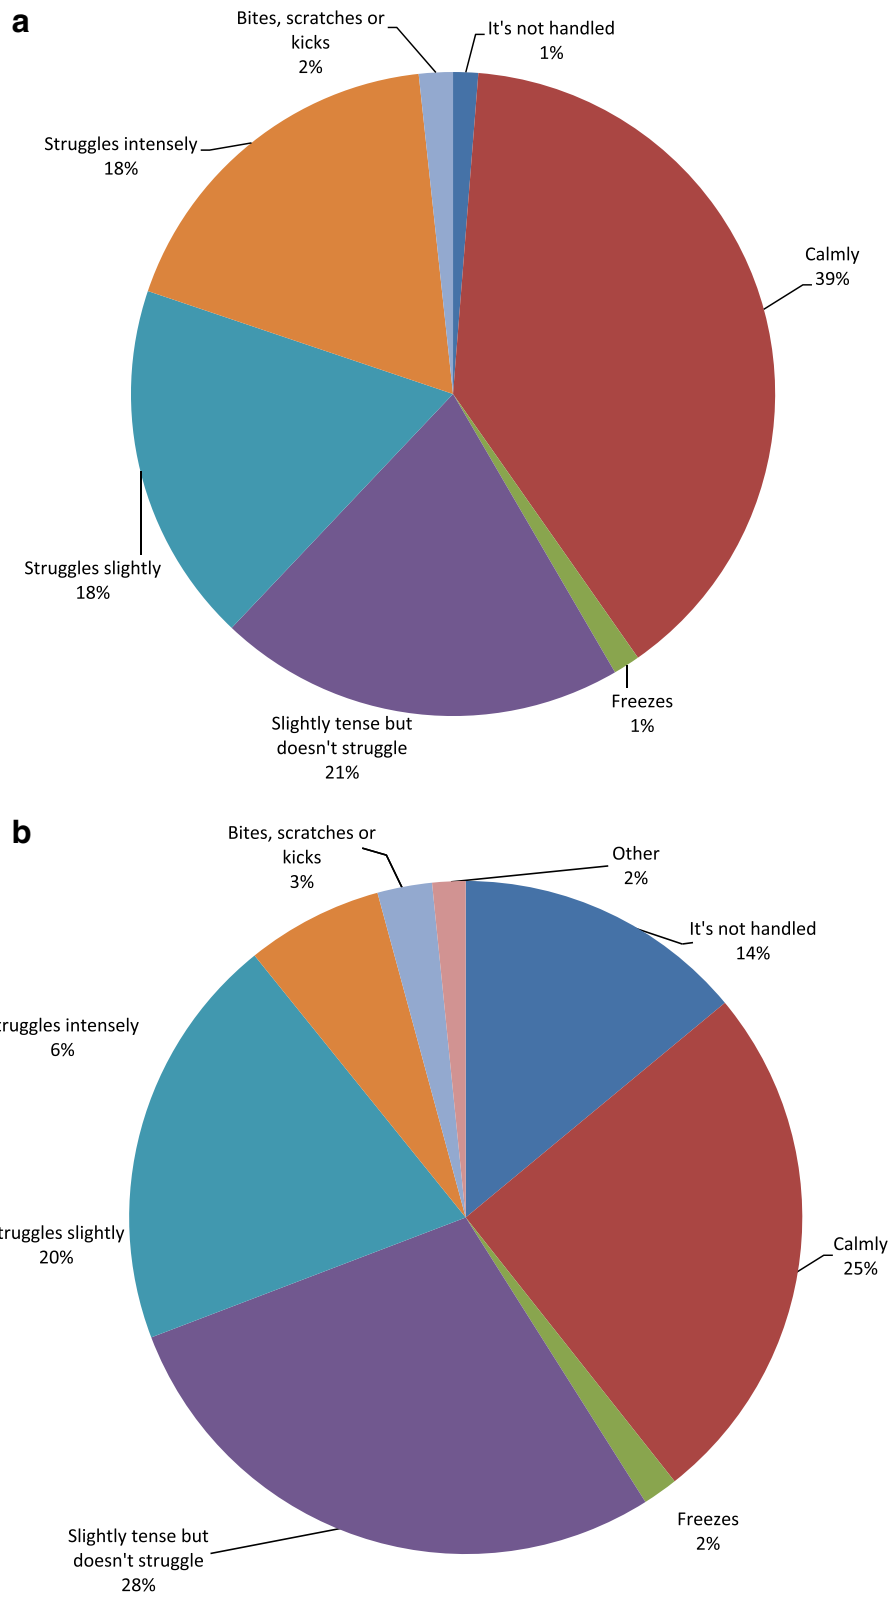 a
Bites, scratches or
kicks
2%
It's not handled
1%
Struggles intensely
18%
Calmly
39%
Struggles slightly
18%
Freezes
1%
Slightly tense but
doesn't struggle
21%
b
Bites, scratches or
kicks
3%
Other
2%
It's not handled
14%
truggles intensely
6%
truggles slightly
20%
Calmly
25%
Freezes
2%
Slightly tense but
doesn't struggle
28%